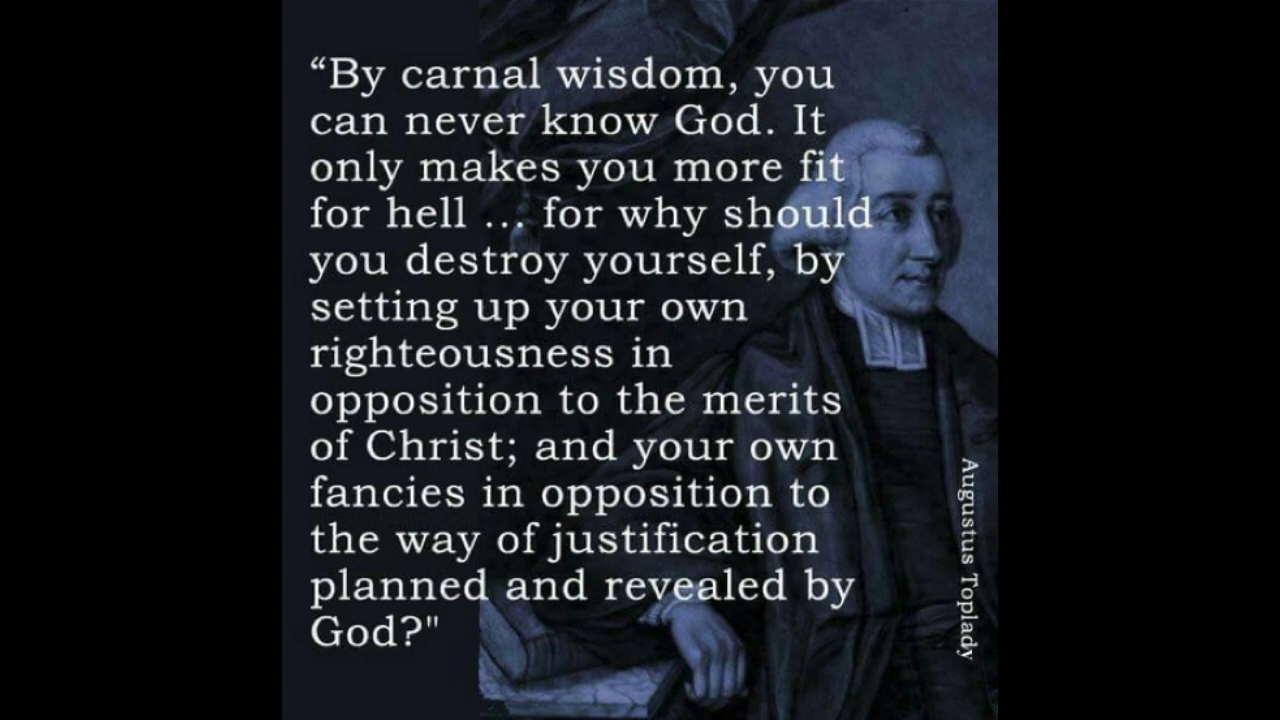 “By carnal wisdom, you
can never know God. It
only makes you more fit
for hell ... for why should
you destroy yourself, by
setting up your own
righteousness in
opposition to the merits
of Christ; and your own
fancies in opposition to
the way of justification
planned and revealed by
God?"
Augustus Toplady